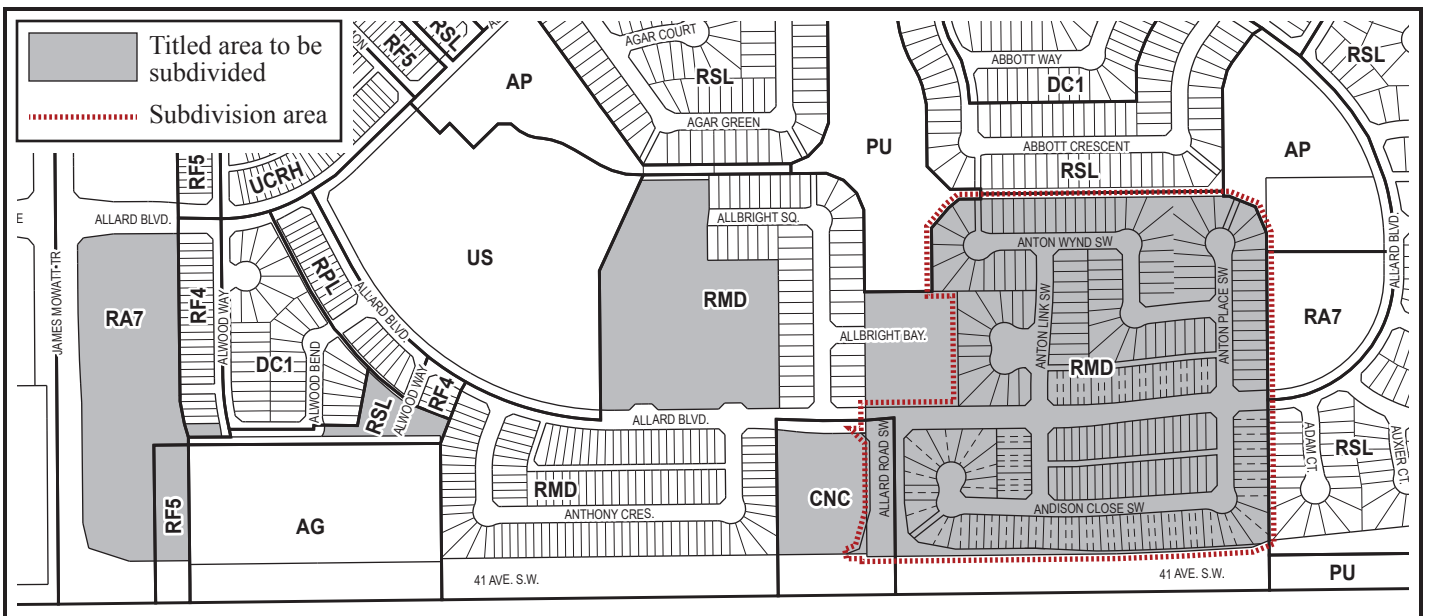 Titled area to be
subdivided
Subdivision area
RF5
RSL
AP
AGAR COURT
RSL
AGAR GREEN
PU
ABBOTT WAY
DC1
ABBOTT CRESCENT
RSL
RSL
AP
RF5
UCRH
E
ALLARD BLVD.
JAMES MOWATT TR
RA7
RF4
ALWOOD WAY
DC1
ALWOOD BEND
RPL
ALLARD BLVD.
RSL
ALWOOD WAY
RF4
US
ALLBRIGHT SQ.
RMD
ALLBRIGHT BAY.
ANTON WYND SW
ANTON LINK SW
ANTON PLACE SW
RMD
RA7
ALLARD BLVD.
ALLARD BLVD.
ALLARD ROAD SW
RMD
ANTHONY CRES.
CNC
ANDISON CLOSE SW
ADAM CT.
RSL
AUXIER CT.
RF5
AG
41 AVE. S.W.
41 AVE. S.W.
PU